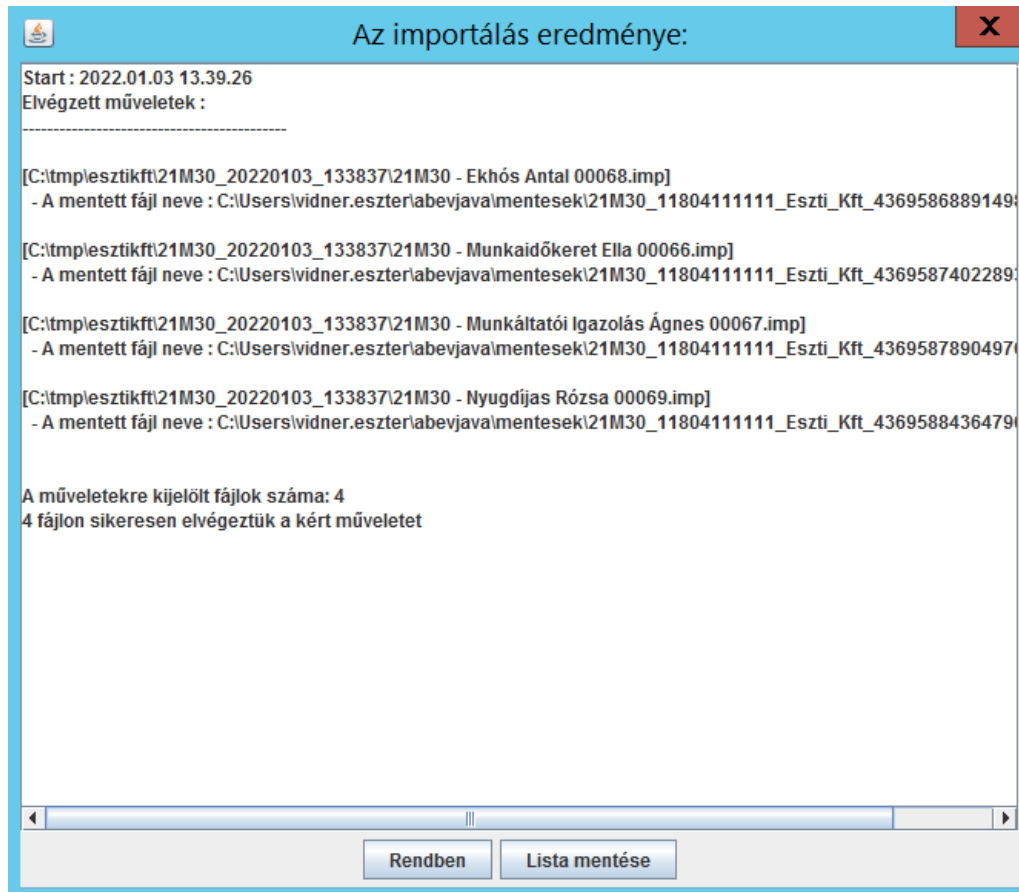 Az importálás eredménye:
X
Start : 2022.01.03 13.39.26
Elvégzett műveletek :
-------------------------------------------
[C:\tmp\esztikft\21M30_20220103_133837\21M30 - Ekhós Antal 00068.imp]
- A mentett fájl neve : C:\Users\vidner.eszter\abevjava\mentesek\21M30_11804111111_Eszti_Kft_43695868891498
[C:\tmp\esztikft\21M30_20220103_133837\21M30 - Munkaidőkeret Ella 00066.imp]
- A mentett fájl neve : C:\Users\vidner.eszter\abevjava\mentesek\21M30_11804111111_Eszti_Kft_4369587402289
[C:\tmp\esztikft\21M30_20220103_133837\21M30 - Munkáltatói Igazolás Ágnes 00067.imp]
- A mentett fájl neve : C:\Users\vidner.eszter\abevjava\mentesek\21M30_11804111111_Eszti_Kft_4369587890497
[C:\tmp\esztikft\21M30_20220103_133837\21M30 - Nyugdíjas Rózsa 00069.imp]
- A mentett fájl neve : C:\Users\vidner.eszter\abevjava\mentesek\21M30_11804111111_Eszti_Kft_4369588436479
A műveletekre kijelölt fájlok száma: 4
4 fájlon sikeresen elvégeztük a kért műveletet
Rendben
Lista mentése